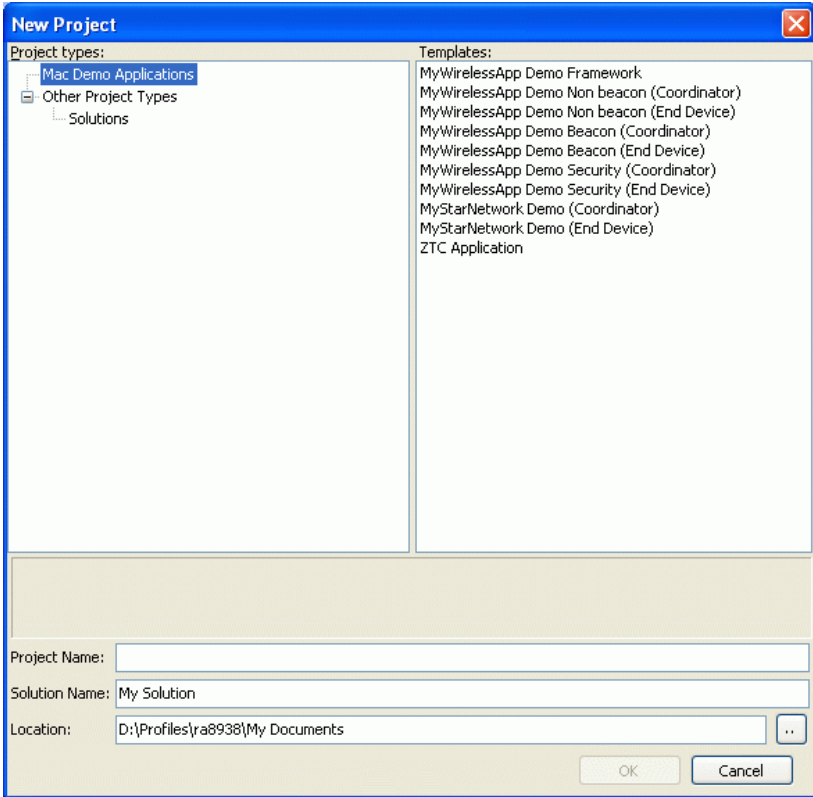 New Project
Project types:
Mac Demo Applications
Other Project Types
Solutions
Templates:
MyWirelessApp Demo Framework
MyWirelessApp Demo Non beacon (Coordinator)
MyWirelessApp Demo Non beacon (End Device)
MyWirelessApp Demo Beacon (Coordinator)
MyWirelessApp Demo Beacon (End Device)
MyWirelessApp Demo Security (Coordinator)
MyWirelessApp Demo Security (End Device)
MyStarNetwork Demo (Coordinator)
MyStarNetwork Demo (End Device)
ZTC Application
Project Name:
Solution Name: My Solution
Location: D:\Profiles\ra8938\My Documents ..
OK Cancel